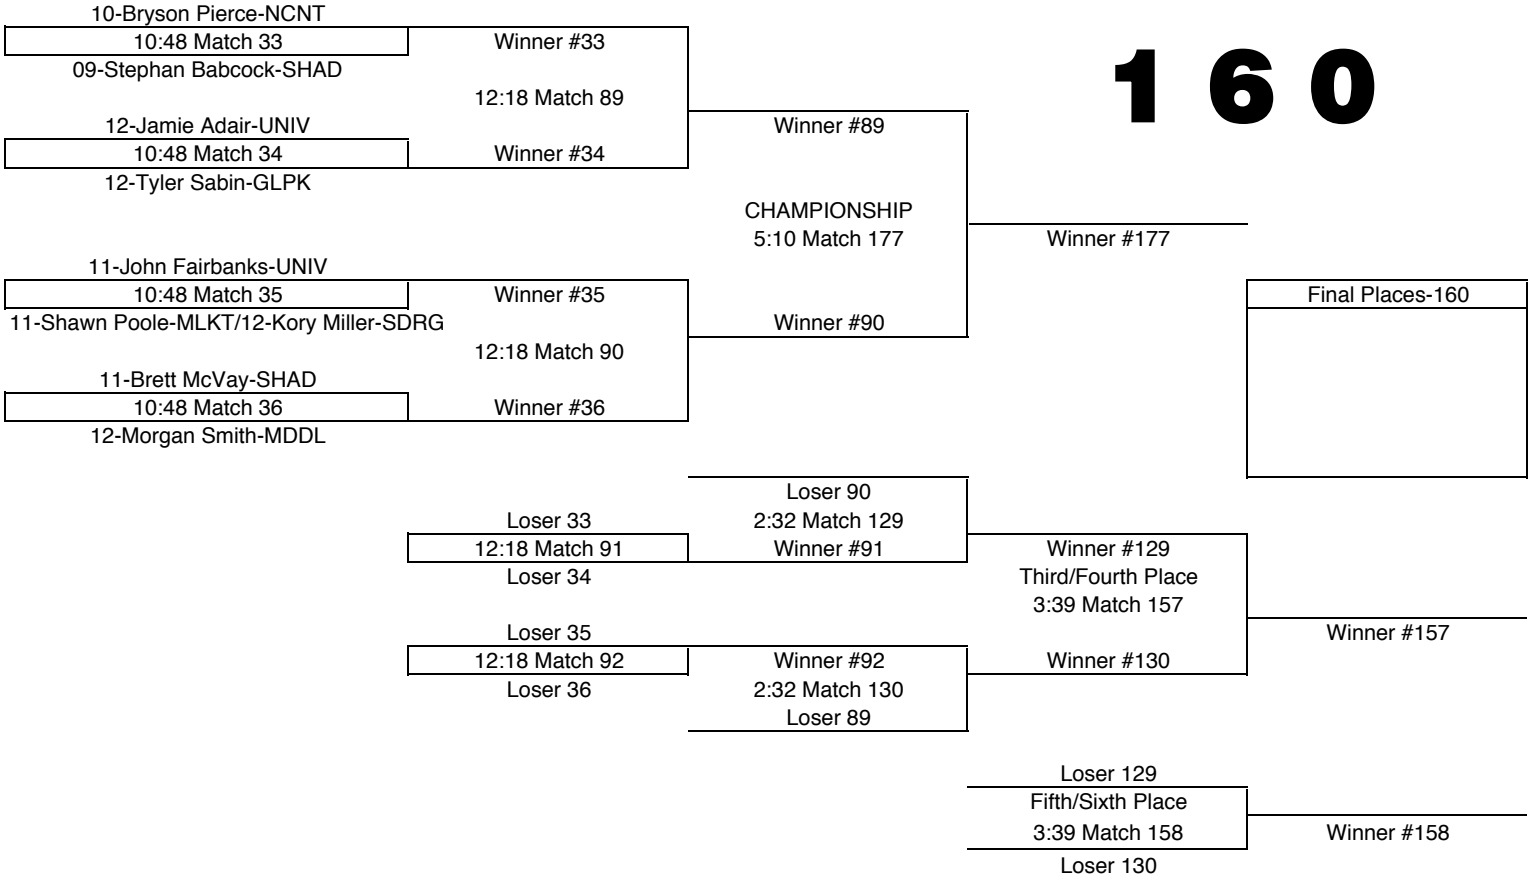 10-Bryson Pierce-NCNT
10:48 Match 33
Winner #33
09-Stephan Babcock-SHAD
12:18 Match 89
12-Jamie Adair-UNIV
10:48 Match 34
Winner #34
12-Tyler Sabin-GLPK
Winner #89
160
CHAMPIONSHIP
5:10 Match 177
Winner #177
11-John Fairbanks-UNIV
10:48 Match 35
Winner #35
11-Shawn Poole-MLKT/12-Kory Miller-SDRG
Winner #90
12:18 Match 90
11-Brett McVay-SHAD
10:48 Match 36
Winner #36
12-Morgan Smith-MDDL
Final Places-160
Loser 90
Loser 33
2:32 Match 129
12:18 Match 91
Winner #91
Winner #129
Loser 34
Third/Fourth Place
3:39 Match 157
Loser 35
Winner #157
12:18 Match 92
Winner #92
Winner #130
Loser 36
2:32 Match 130
Loser 89
Loser 129
Fifth/Sixth Place
3:39 Match 158
Winner #158
Loser 130